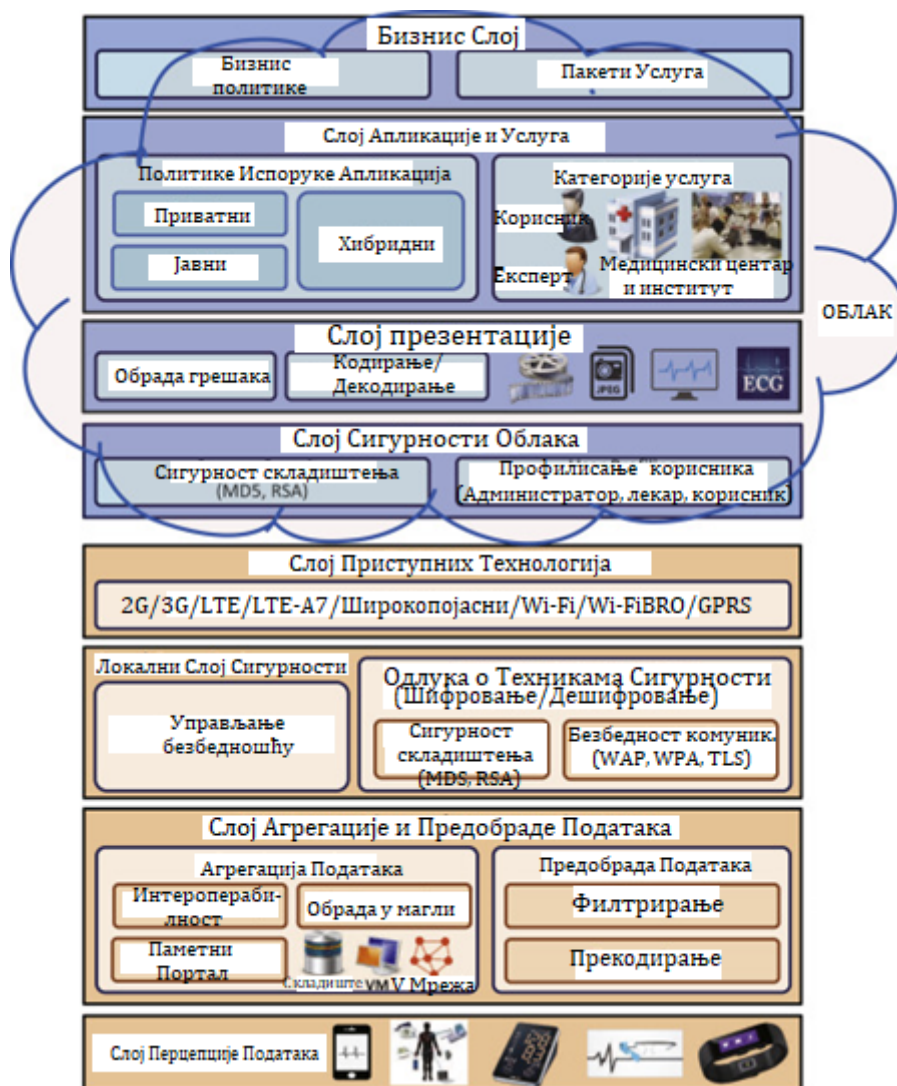 Бизнис Слој
Бизнис
политике
Пакети Услуга
Слој Апликације и Услуга
Политике Испоруке Апликација
Приватни
Јавни
Хибридни
Категорије услуга
Корисник
Експерт
Медицински центар
и институт
ОБЛАК
Слој презентације
Обрада грешака
Кодирање/
Декодирање
JPEG
ECG
Слој Сигурности Облака
Сигурност складиштења
(MD5, RSA)
Профилисање корисника
(Администратор, лекар, корисник)
Слој Приступних Технологија
2G/3G/LTE/LTE-A7/Широкопојасни/Wi-Fi/Wi-FiBRO/GPRS
Локални Слој Сигурности
Управљање
безбедношћу
Одлука о Техникама Сигурности
(Шифровање/Дешифровање)
Сигурност
складиштења
(MDS, RSA)
Безбедност комуник.
(WAP, WPA, TLS)
Слој Агрегације и Предобраде Података
Агрегација Података
Интероперабил-
ност
Обрада у магли
Паметни
Портал
Складиште
VM
V Мрежа
Предобрада Података
Филтрирање
Прекодирање
Слој Перцепције Података